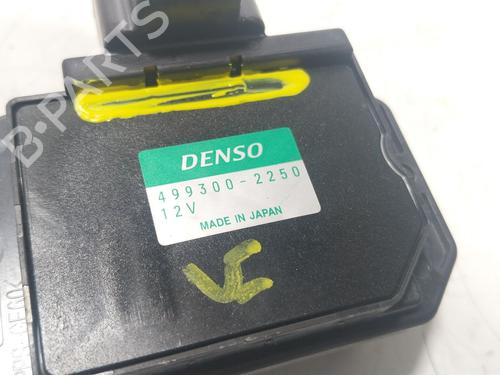 B-PARTS
DENSO
499300-2250
12V
MADE IN JAPAN